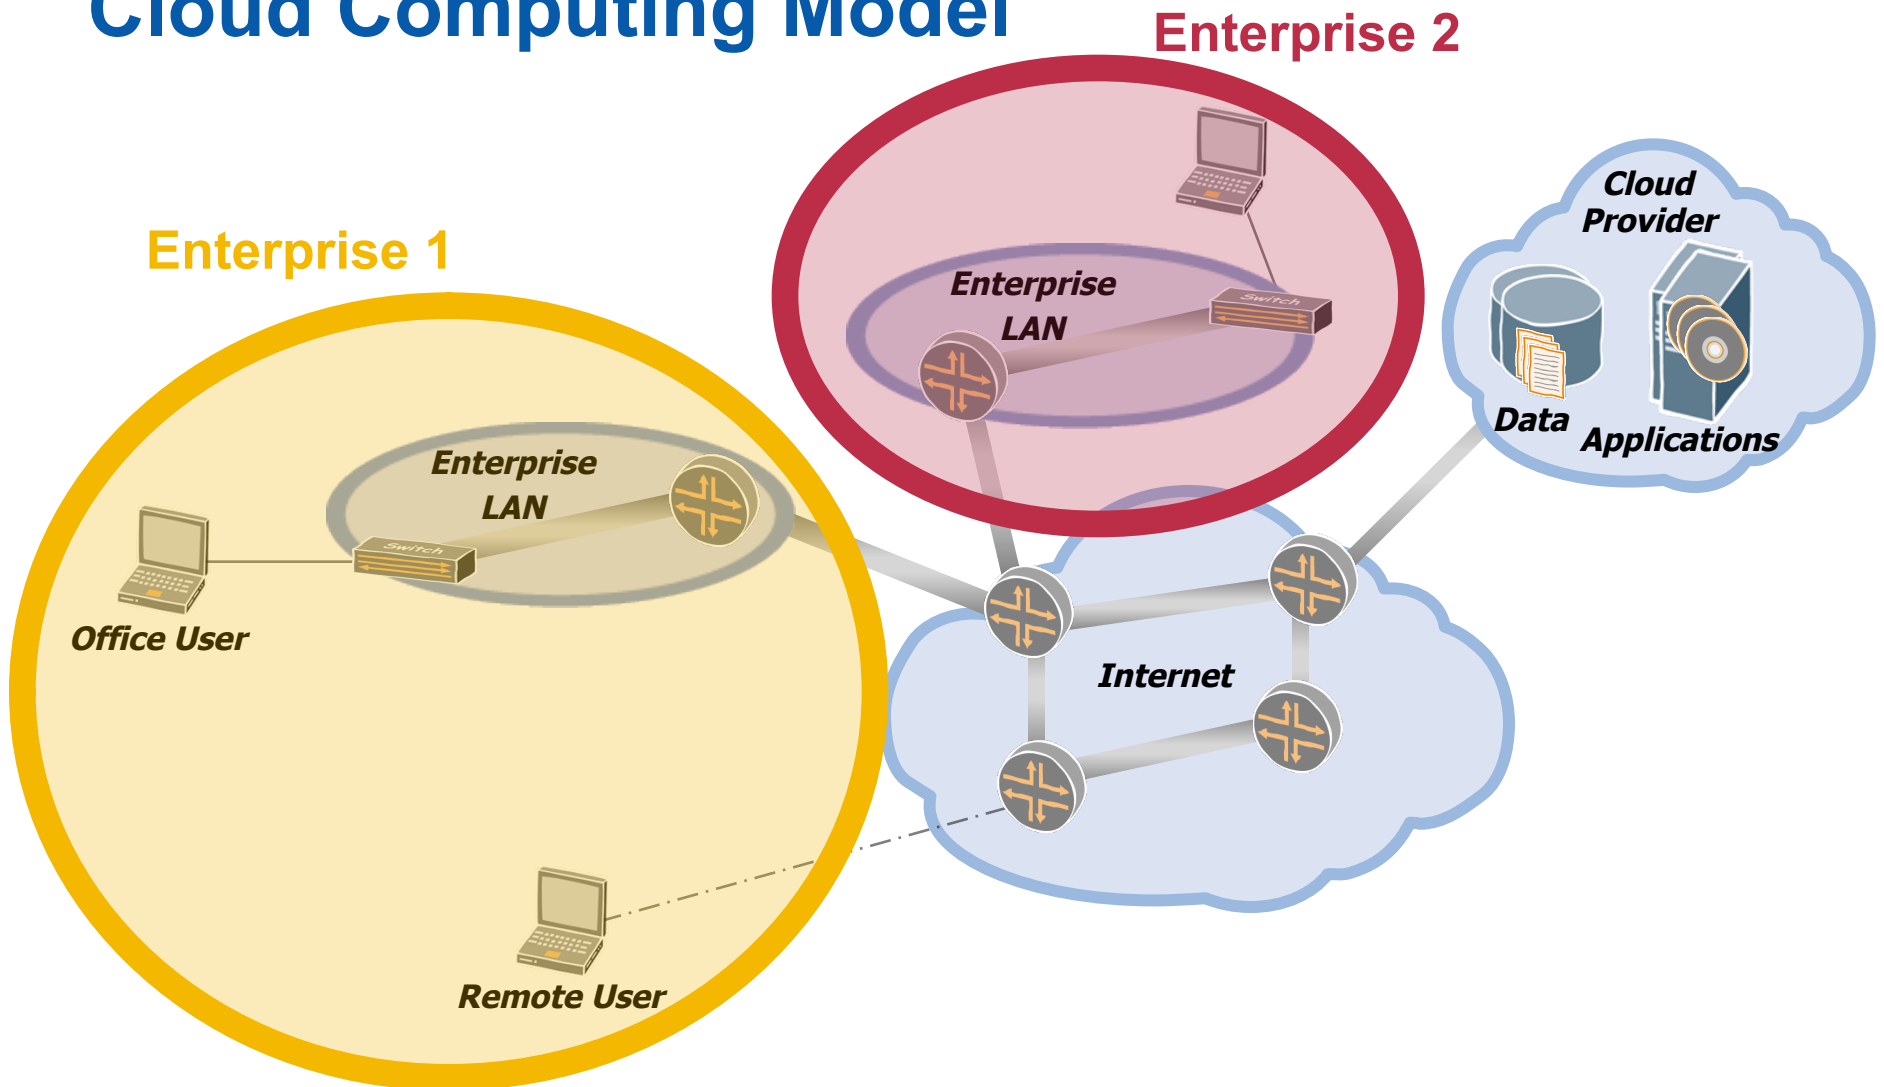 Cloud Computing Model
Enterprise 2
Cloud
Provider
Enterprise 1
Enterprise
LAN
Switch
Data
Applications
Enterprise
LAN
Switch
Office User
Internet
Remote User